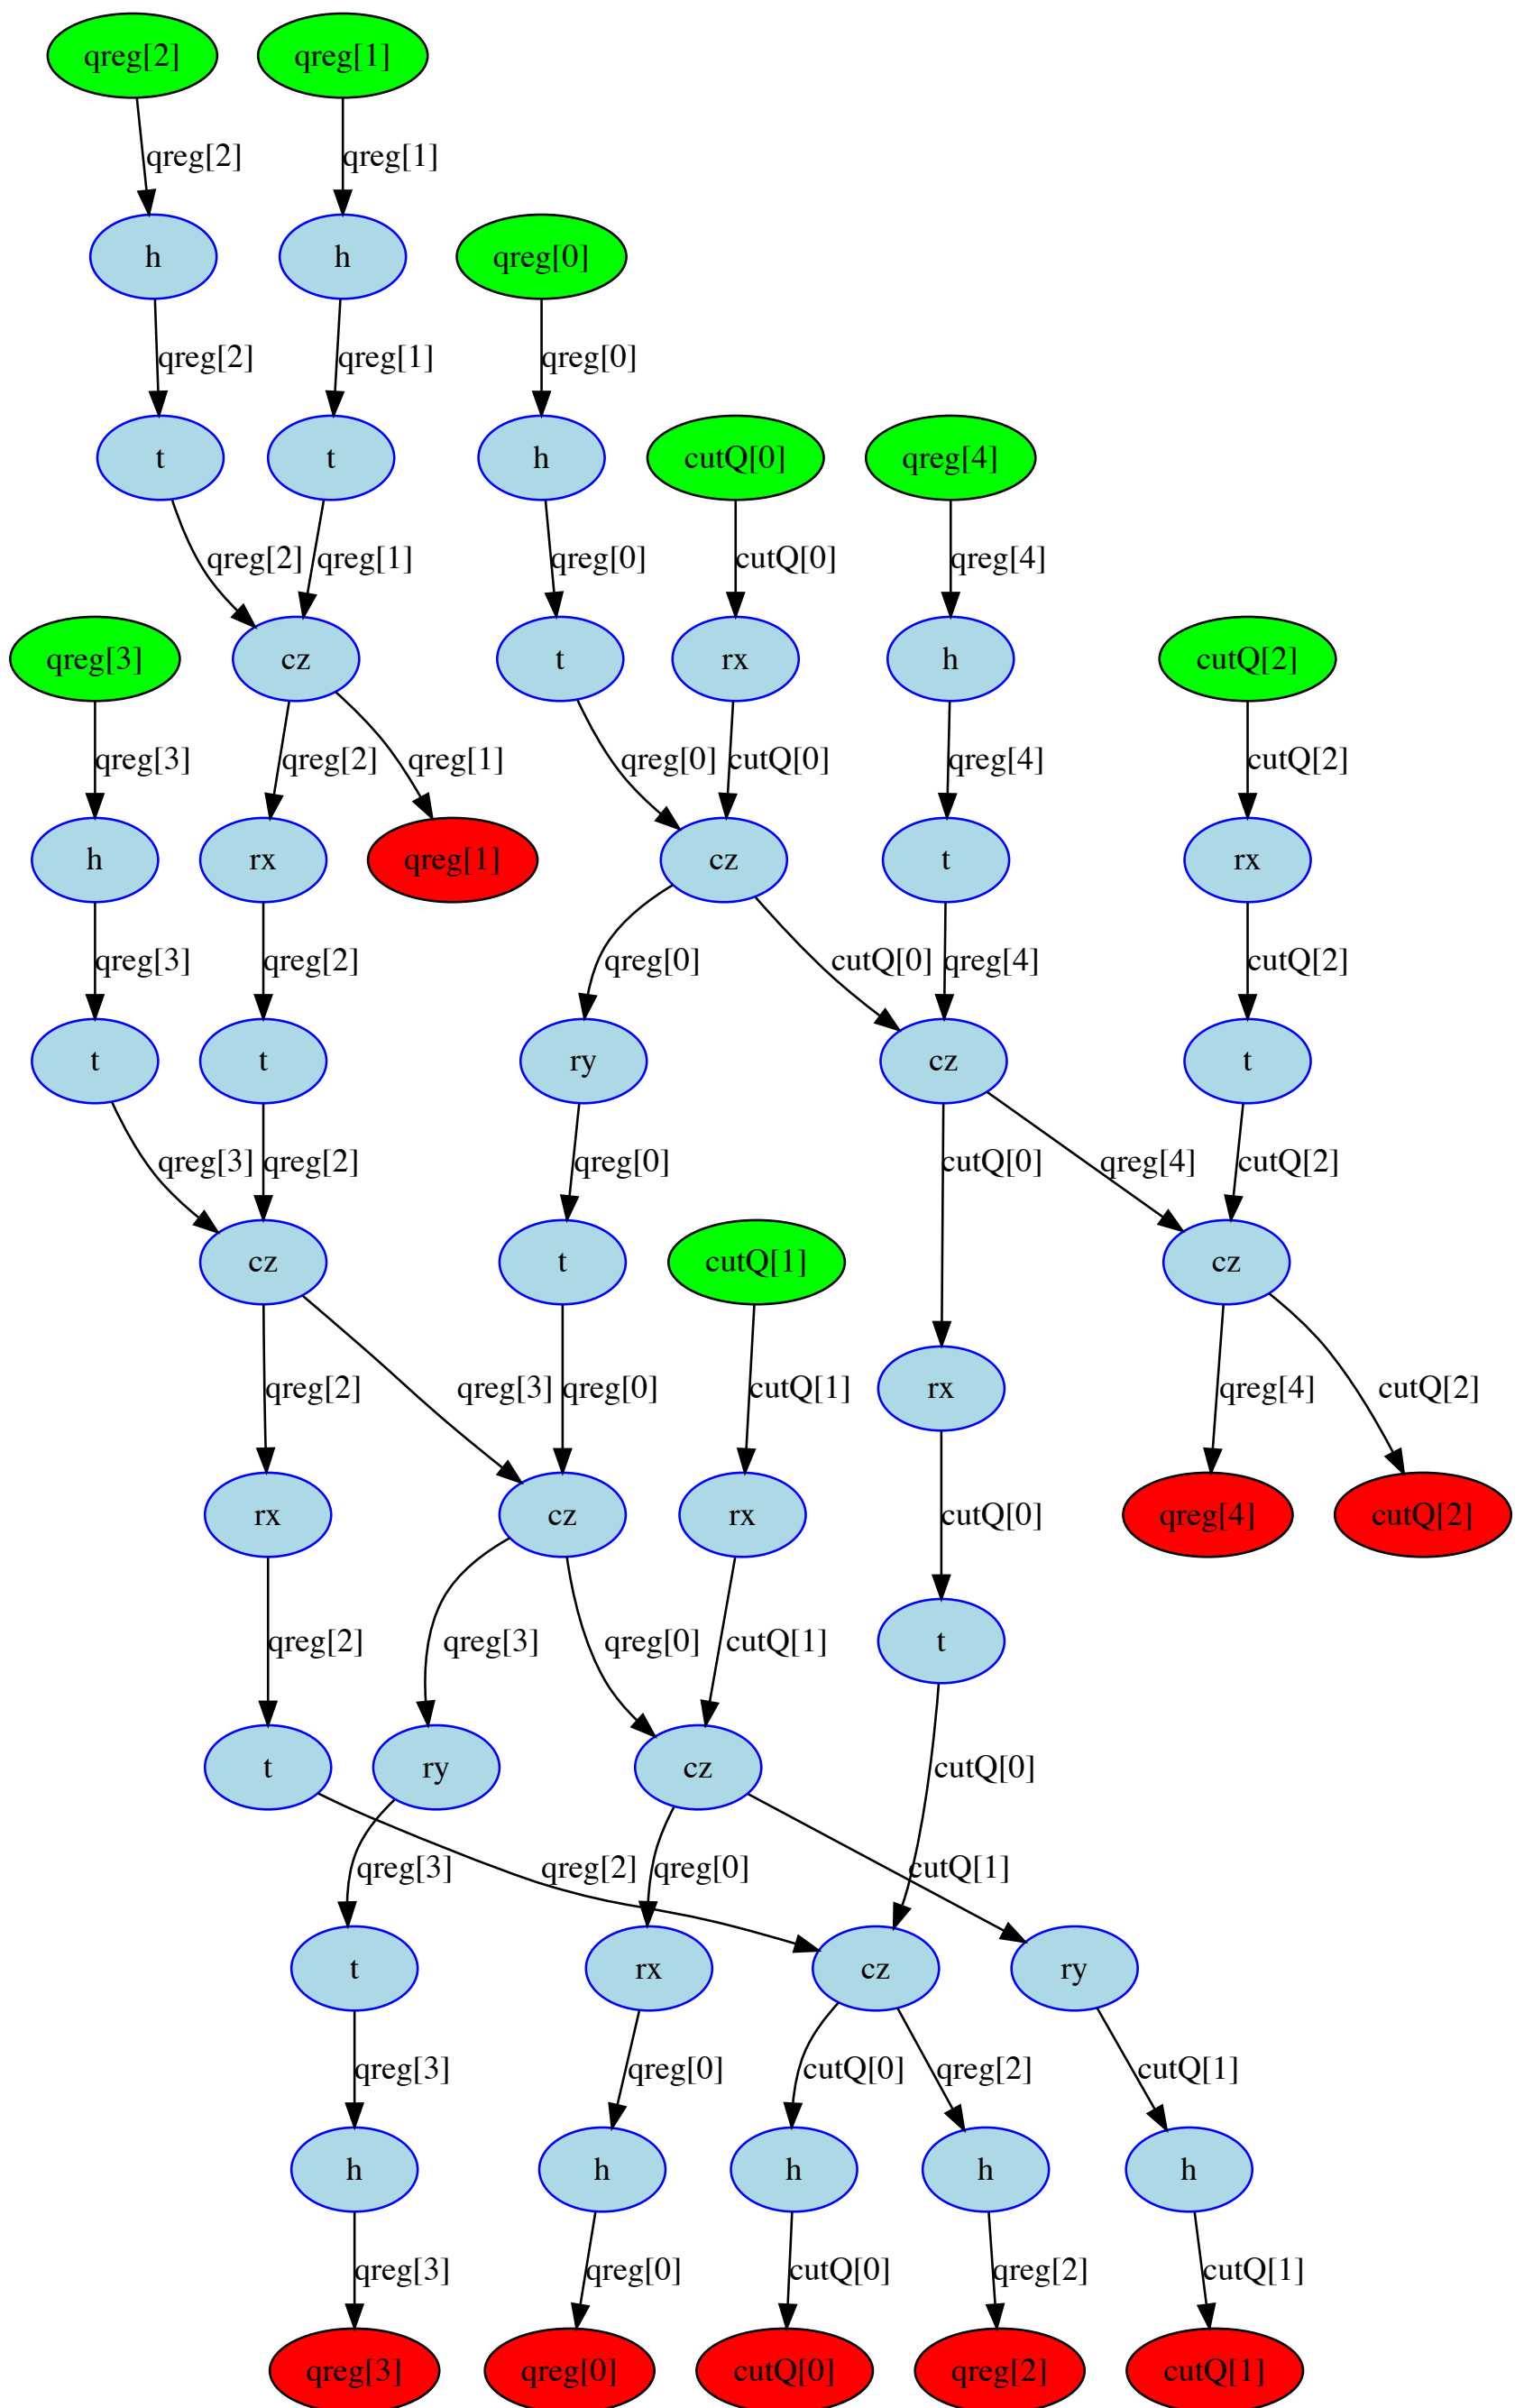 qreg[2] qreg[1]
qreg[2] qreg[1]
h h qreg[0]
qreg[2] qreg[1] qreg[0]
t t h cutQ[0] qreg[4]
qreg[2] qreg[1] qreg[0] cutQ[0] qreg[4]
qreg[3] cz t rx h cutQ[2]
qreg[3] qreg[2] qreg[1] qreg[0] cutQ[0] qreg[4] cutQ[2]
h rx qreg[1] cz t rx
qreg[3] qreg[2] qreg[0] cutQ[0] qreg[4] cutQ[2]
t t ry cz t
qreg[3] qreg[2] qreg[0] cutQ[0] qreg[4] cutQ[2]
cz t cutQ[1] cz
qreg[2] qreg[3] qreg[0] cutQ[1] rx qreg[4] cutQ[2]
rx cz rx cutQ[0] qreg[4] cutQ[2]
qreg[2] qreg[3] qreg[0] cutQ[1] t
t ry cz cutQ[0]
qreg[3] qreg[2] qreg[0] cutQ[1]
t rx cz ry
qreg[3] qreg[0] cutQ[0] qreg[2] cutQ[1]
h h h h h
qreg[3] qreg[0] cutQ[0] qreg[2] cutQ[1]
qreg[3] qreg[0] cutQ[0] qreg[2] cutQ[1]